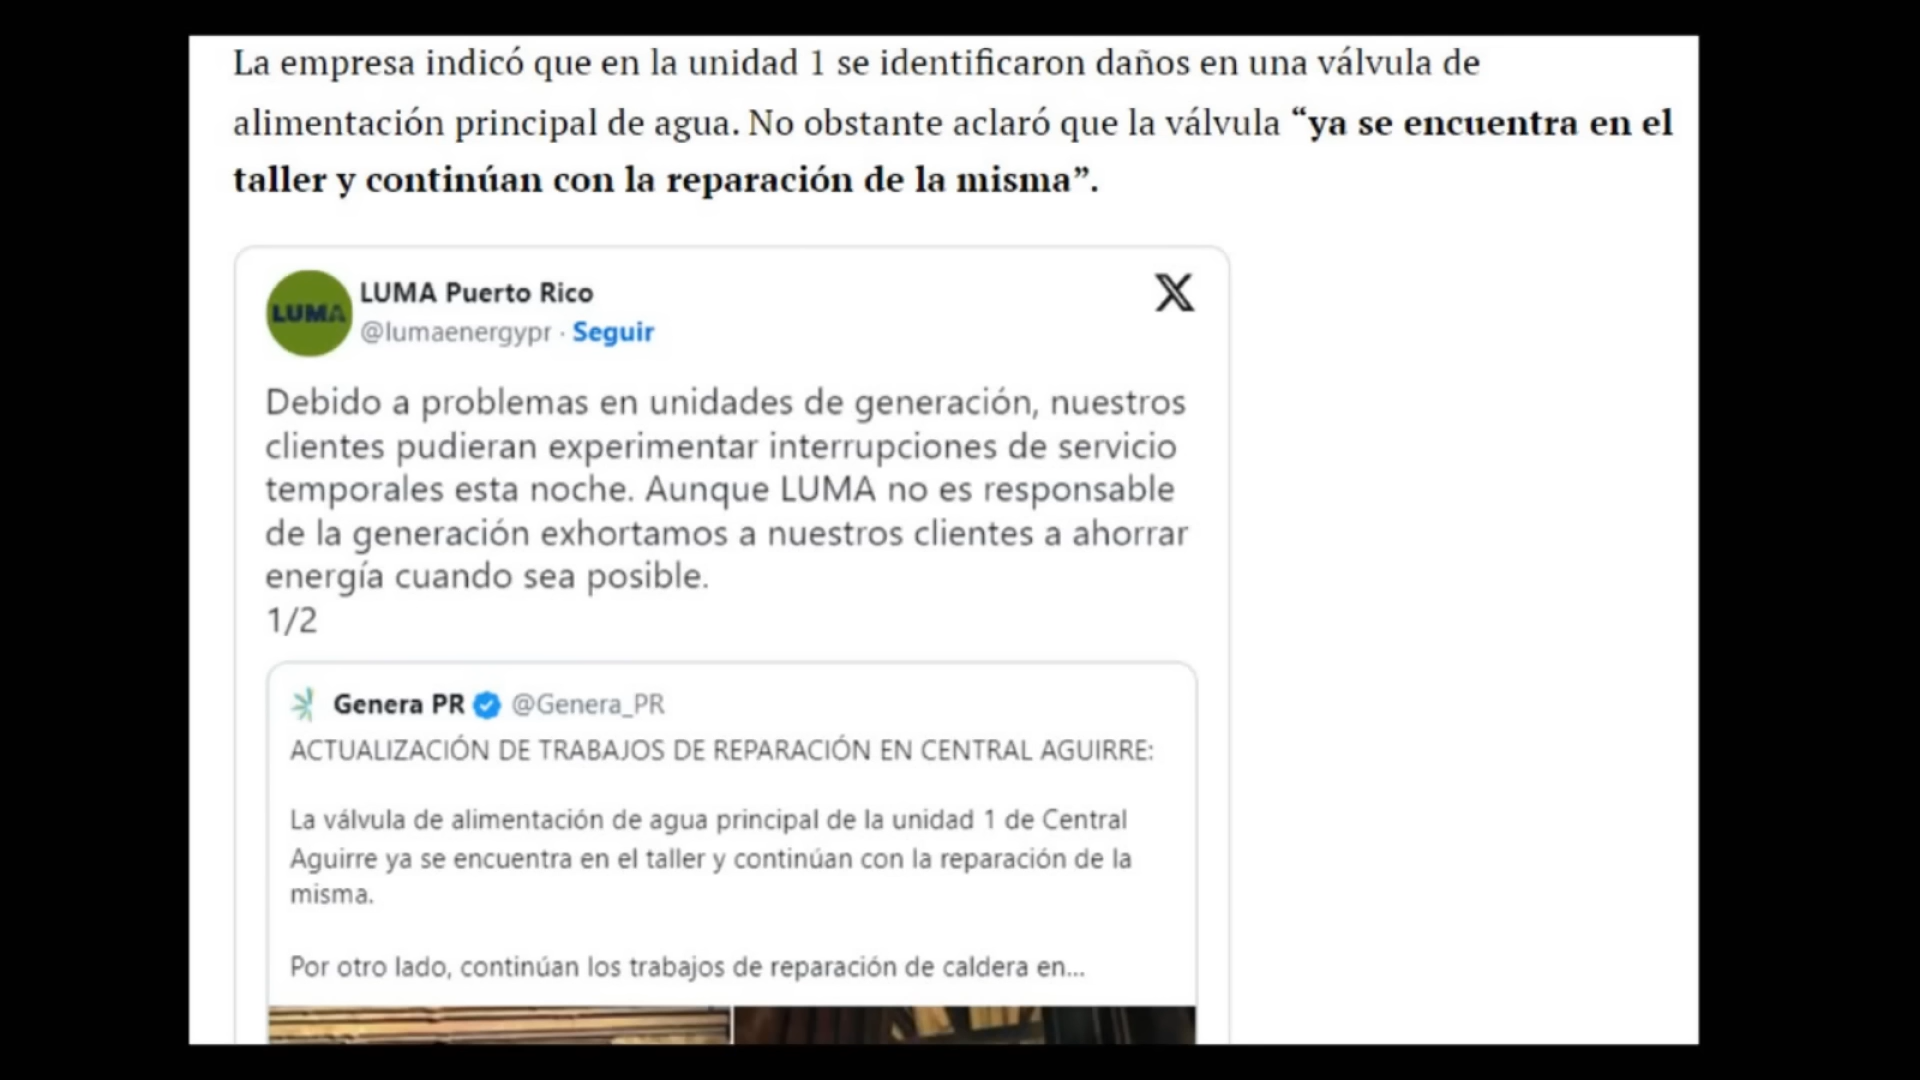 La empresa indicó que en la unidad 1 se identificaron daños en una válvula de
alimentación principal de agua. No obstante aclaró que la válvula “ya se encuentra en el
taller y continúan con la reparación de la misma”.
LUMA
LUMA Puerto Rico
@lumaenergypr · Seguir
X
Debido a problemas en unidades de generación, nuestros
clientes pudieran experimentar interrupciones de servicio
temporales esta noche. Aunque LUMA no es responsable
de la generación exhortamos a nuestros clientes a ahorrar
energía cuando sea posible.
1/2
Genera PR @Genera_PR
ACTUALIZACIÓN DE TRABAJOS DE REPARACIÓN EN CENTRAL AGUIRRE:
La válvula de alimentación de agua principal de la unidad 1 de Central
Aguirre ya se encuentra en el taller y continúan con la reparación de la
misma.
Por otro lado, continúan los trabajos de reparación de caldera en...